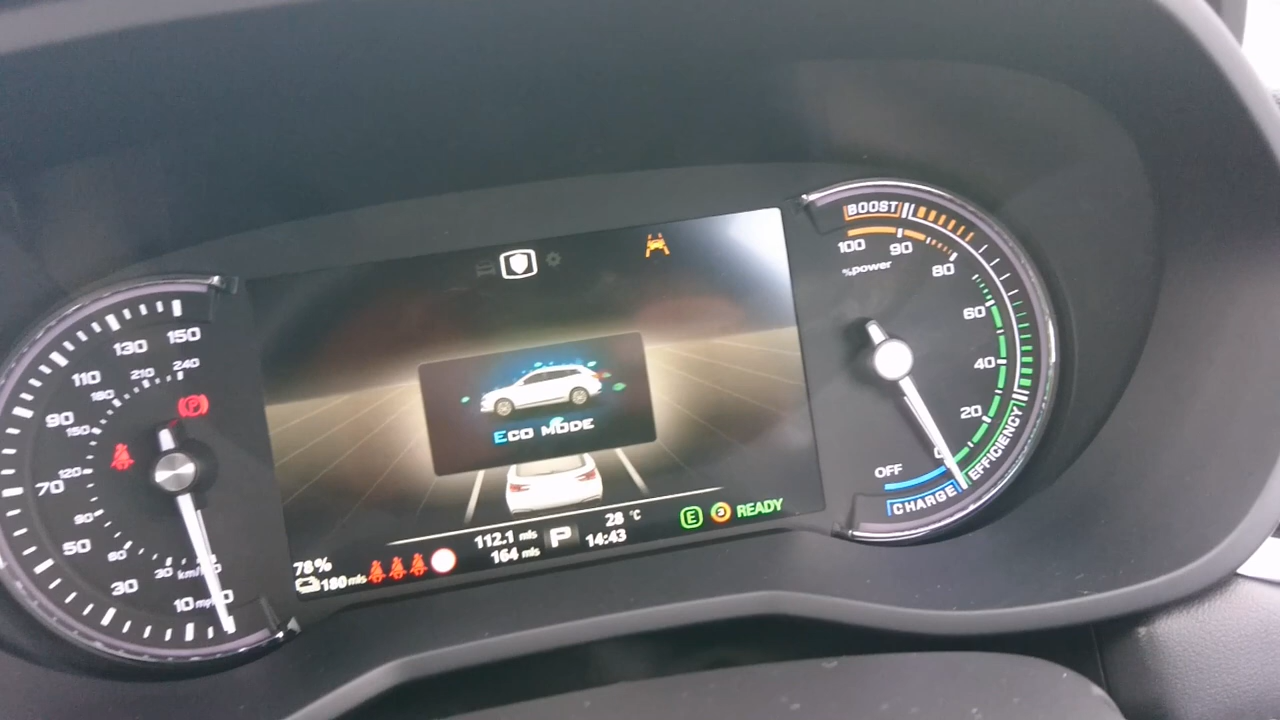 150
130
110
90
70
50
30
10 mph
0
240
210
180
150
120
90
60
30
km/h
P
ECO MODE
78%
180 mls
112.1 mls
164 mls
P
28 °C
14:43
E
READY
BOOST
100
90
80
60
40
20
0
%power
OFF
CHARGE
EFFICIENCY